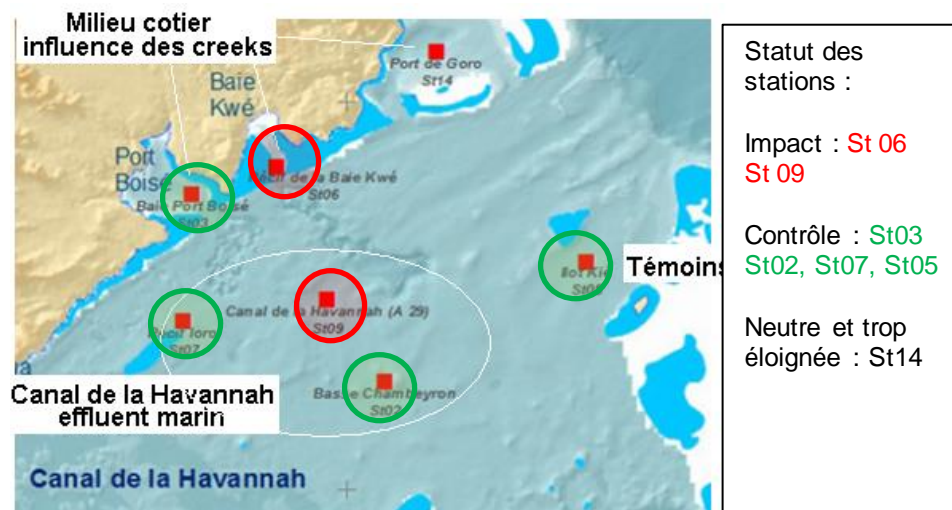 Milieu cotier
influence des creeks
Port de Goro
St14
Baie
Kwé
Port
Boisé
Récif de la Baie Kwé
St06
Baie Port Boisé
St03
Ilot Kié
Témoins
Canal de la Havannah (A 29)
St09
Récif Ioro
St07
Basse Chambeyron
St02
Canal de la Havannah
effluent marin
Canal de la Havannah
Statut des
stations :
Impact : St 06
St 09
Contrôle : St03
St02, St07, St05
Neutre et trop
éloignée : St14